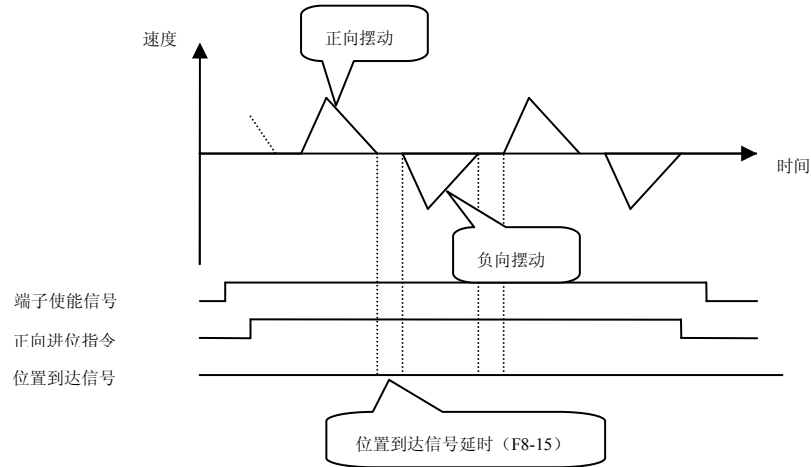 正向摆动
速度
时间
负向摆动
端子使能信号
正向进位指令
位置到达信号
位置到达信号延时（F8-15）